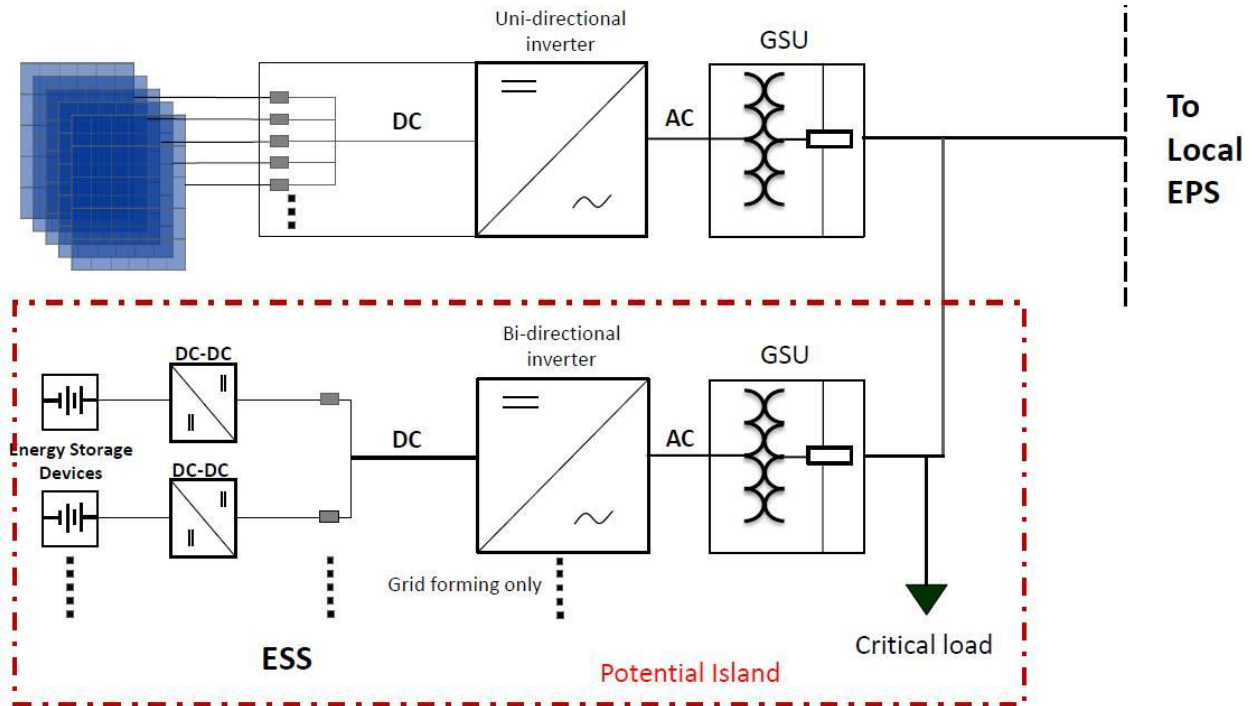 Uni-directional
inverter
GSU
DC
AC
To
Local
EPS
Bi-directional
inverter
GSU
DC-DC
Energy Storage
Devices
DC-DC
DC
AC
Grid forming only
ESS
Critical load
Potential Island